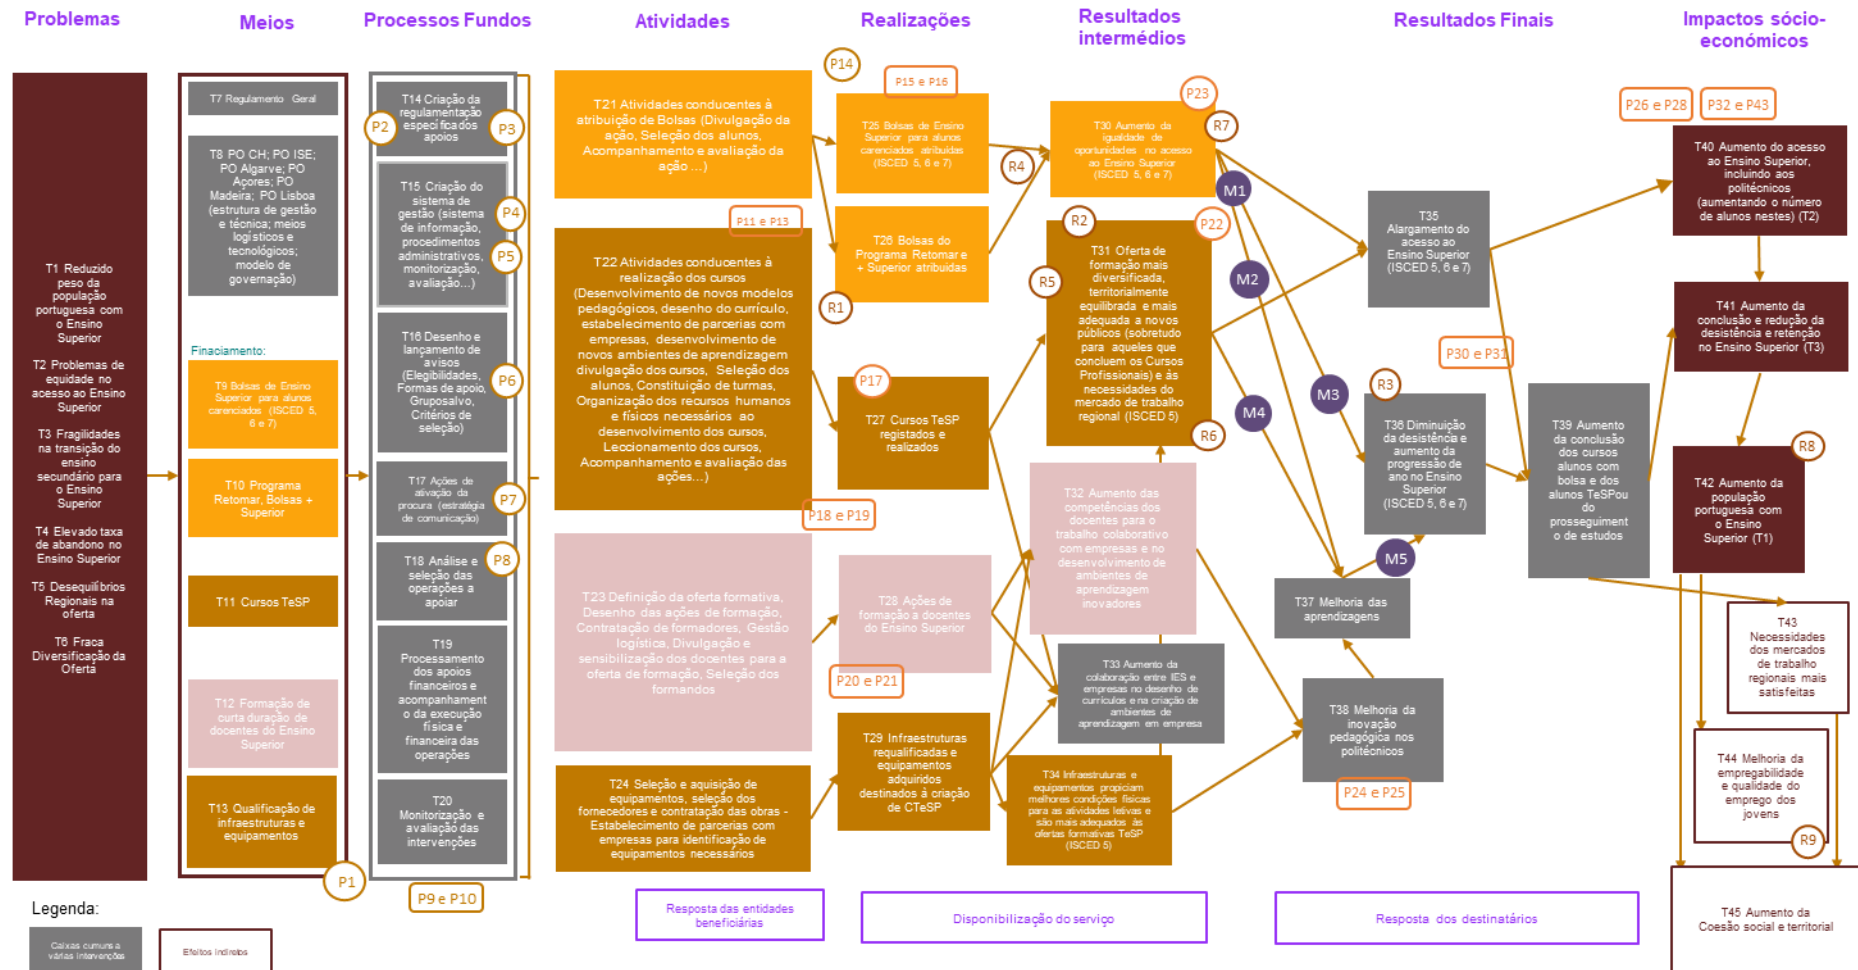 Problemas
Meios
Processos Fundos
Atividades
Realizações
Resultados
intermédios
Resultados Finais
Impactos sócio-
económicos
T1 Reduzido
peso da
população
portuguesa com
o Ensino
Superior
T2 Problemas de
equidade no
acesso ao Ensino
Superior
T3 Fragilidades
na transição do
ensino
secundário para
o Ensino
Superior
T4 Elevado taxa
de abandono no
Ensino Superior
T5 Desequilíbrios
Regionais na
oferta
T6 Fraca
Diversificação da
Oferta
T7 Regulamento Geral
T8 PO CH; PO ISE;
PO Algarve; PO
Açores; PO
Madeira; PO Lisboa
(estrutura de gestão
e técnica; meios
logísticos e
tecnológicos;
modelo de
governação)
Finaciamento:
T9 Bolsas de Ensino
Superior para alunos
carenciados (ISCED 5,
6 e 7)
T10 Programa
Retomar, Bolsas +
Superior
T11 Cursos TeSP
T12 Formação de
curta duração de
docentes do Ensino
Superior
T13 Qualificação de
infraestruturas e
equipamentos
P1
T14 Criação da
regulamentação
específica dos
apoios
P2
P3
T15 Criação do
sistema de
gestão (sistema
de informação,
procedimentos
administrativos,
monitorização,
avaliação...)
P4
P5
T16 Desenho e
lançamento de
avisos
(Elegibilidades,
Formas de apoio,
Gruposalvo,
Critérios de
seleção)
P6
T17 Ações de
ativação da
procura (estratégia
de comunicação)
P7
T18 Análise e
seleção das
operações a
apoiar
P8
T19
Processamento
dos apoios
financeiros e
acompanhament
o da execução
física e
financeira das
operações
T20
Monitorização e
avaliação das
intervenções
P9 e P10
T21 Atividades conducentes à
atribuição de Bolsas (Divulgação da
ação, Seleção dos alunos,
Acompanhamento e avaliação da
ação ...)
P11 e P13
T22 Atividades conducentes à
realização dos cursos
(Desenvolvimento de novos modelos
pedagógicos, desenho do currículo,
estabelecimento de parcerias com
empresas, desenvolvimento de
novos ambientes de aprendizagem
divulgação dos cursos, Seleção dos
alunos, Constituição de turmas,
Organização dos recursos humanos
e físicos necessários ao
desenvolvimento dos cursos,
Leccionamento dos cursos,
Acompanhamento e avaliação das
ações...)
P18 e P19
T23 Definição da oferta formativa,
Desenho das ações de formação,
Contratação de formadores, Gestão
logística, Divulgação e
sensibilização dos docentes para a
oferta de formação, Seleção dos
formandos
T24 Seleção e aquisição de
equipamentos, seleção dos
fornecedores e contratação das obras -
Estabelecimento de parcerias com
empresas para identificação de
equipamentos necessários
P14
P15 e P16
T25 Bolsas de Ensino
Superior para alunos
carenciados atribuídas
(ISCED 5, 6 e 7)
T26 Bolsas do
Programa Retomar e
+ Superior atribuidas
R1
P17
T27 Cursos TeSP
registados e
realizados
T28 Ações de
formação a docentes
do Ensino Superior
P20 e P21
T29 Infraestruturas
requalificadas e
equipamentos
adquiridos
destinados à criação
de CTeSP
R4
P23
R7
T30 Aumento da
igualdade de
oportunidades no acesso
ao Ensino Superior
(ISCED 5, 6 e 7)
R2
P22
R5
T31 Oferta de
formação mais
diversificada,
territorialmente
equilibrada e mais
adequada a novos
públicos (sobretudo
para aqueles que
concluem os Cursos
Profissionais) e às
necessidades do
mercado de trabalho
regional (ISCED 5)
R6
T32 Aumento das
competências dos
docentes para o
trabalho colaborativo
com empresas e no
desenvolvimento de
ambientes de
aprendizagem
inovadores
T33 Aumento da
colaboração entre IES e
empresas no desenho de
currículos e na criação de
ambientes de
aprendizagem em empresa
T34 Infraestruturas e
equipamentos propiciam
melhores condições físicas
para as atividades letivas e
são mais adequados às
ofertas formativas TeSP
(ISCED 5)
M1
M2
M3
M4
M5
T35
Alargamento do
acesso ao
Ensino Superior
(ISCED 5, 6 e 7)
R3
T36 Diminuição
da desistência e
aumento da
progressão de
ano no Ensino
Superior
(ISCED 5, 6 e 7)
T37 Melhoria das
aprendizagens
T38 Melhoria da
inovação
pedagógica nos
politécnicos
P24 e P25
P30 e P31
T39 Aumento
da conclusão
dos cursos
alunos com
bolsa e dos
alunos TeSPou
do
prosseguiment
o de estudos
P26 e P28
P32 e P43
T40 Aumento do acesso
ao Ensino Superior,
incluindo aos
politécnicos
(aumentando o número
de alunos nestes) (T2)
T41 Aumento da
conclusão e redução da
desistência e retenção
no Ensino Superior (T3)
R8
T42 Aumento da
população
portuguesa com
o Ensino
Superior (T1)
T43
Necessidades
dos mercados
de trabalho
regionais mais
satisfeitas
T44 Melhoria da
empregabilidade
e qualidade do
emprego dos
jovens
R9
T45 Aumento da
Coesão social e territorial
Resposta das entidades
beneficiárias
Disponibilização do serviço
Resposta dos destinatários
Legenda:
Caixas comuns a
várias intervenções
Efeitos indiretos